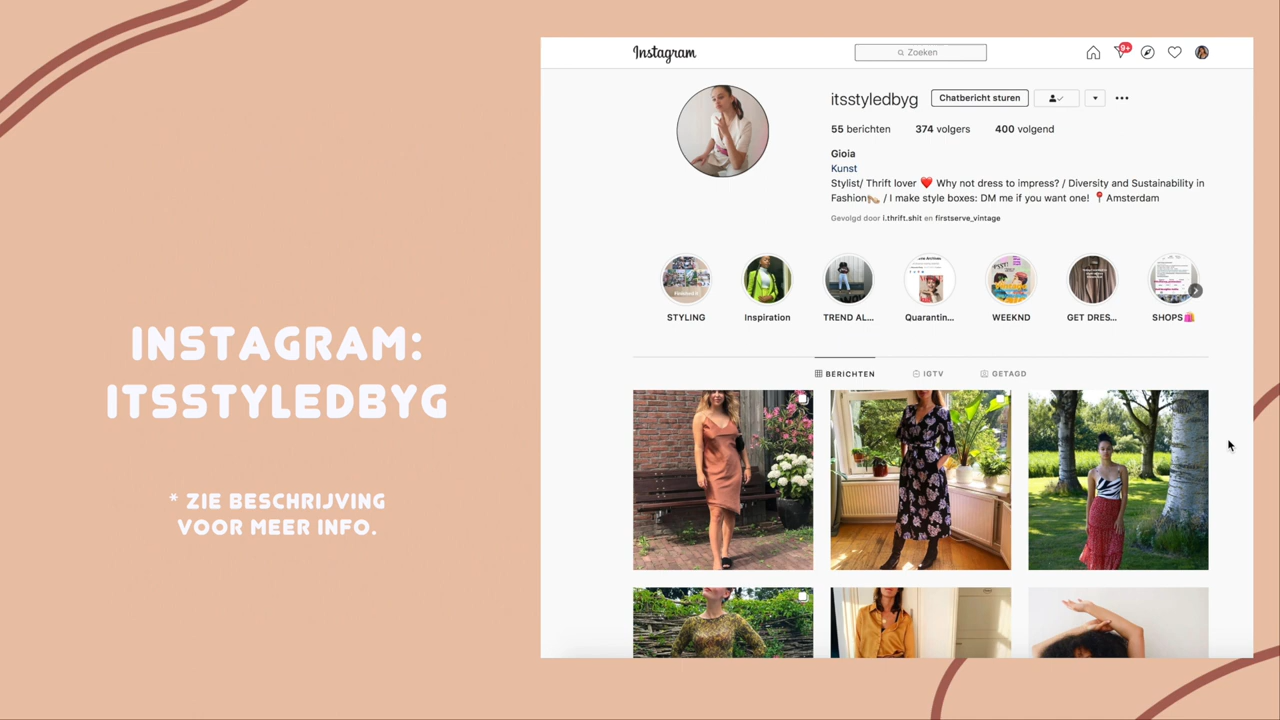 INSTAGRAM:
ITSSTYLEDBYG
* ZIE BESCHRIJVING
VOOR MEER INFO.
Instagram
Zoeken
9+
itsstyledbyg
Chatbericht sturen
55 berichten 374 volgers 400 volgend
Gioia
Kunst
Stylist/ Thrift lover ❤️ Why not dress to impress? / Diversity and Sustainability in
Fashion / I make style boxes: DM me if you want one! 📍Amsterdam
Gevolgd door i.thrift.shit en firstserve_vintage
STYLING Inspiration TREND AL... Quarantin... WEEKND GET DRES... SHOPS🛍️
BERICHTEN IGTV GETAGD